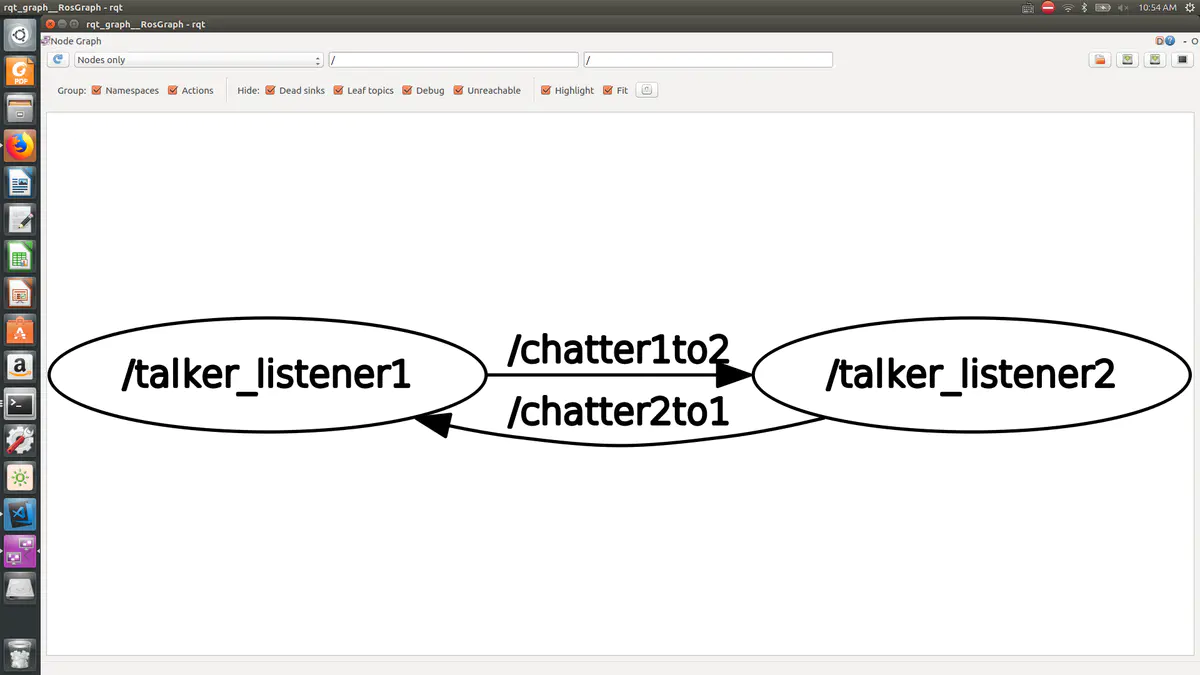 rqt_graph__RosGraph - rqt
10:54 AM
rqt_graph__RosGraph - rqt
Node Graph
D
- O
Nodes only
/
/
Group: Namespaces Actions Hide: Dead sinks Leaf topics Debug Unreachable Highlight Fit
PDF
a
>_
/talker_listener1
/chatter1to2
/talker_listener2
/chatter2to1